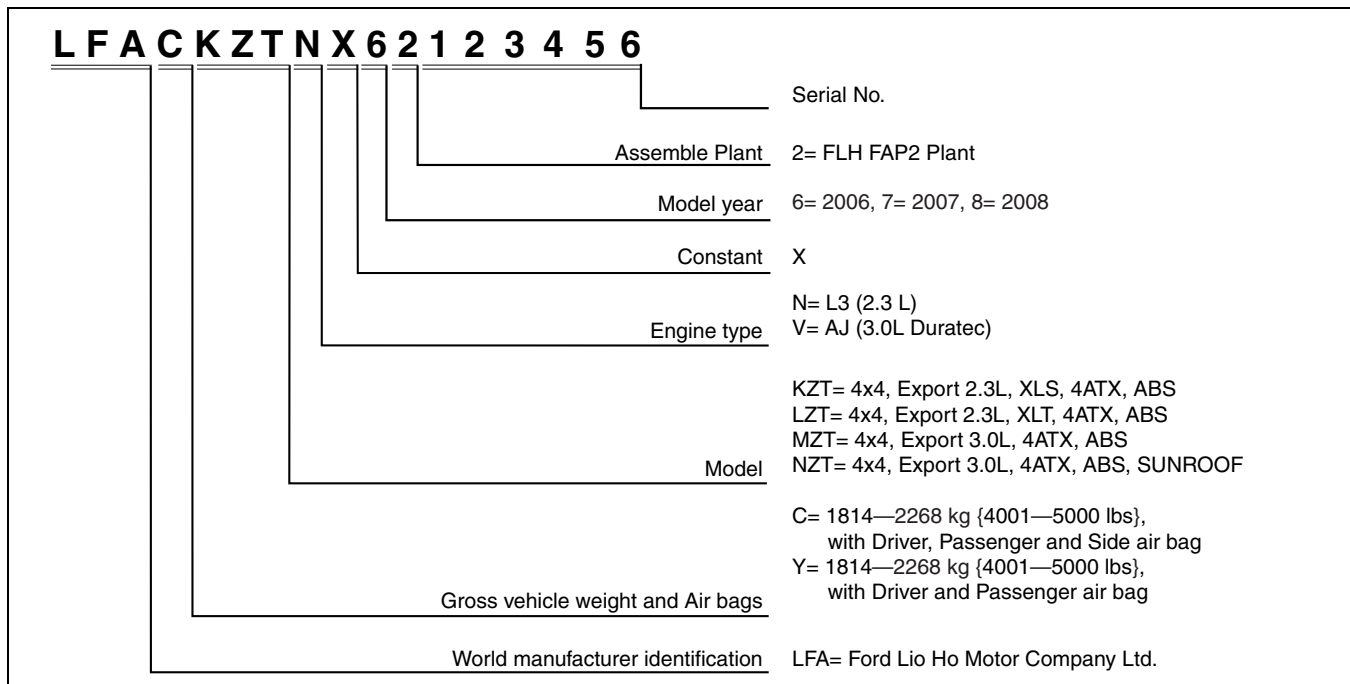 L F A C K Z T N X 6 2 1 2 3 4 5 6
Serial No.
Assemble Plant 2= FLH FAP2 Plant
Model year 6= 2006, 7= 2007, 8= 2008
Constant X
N= L3 (2.3 L)
Engine type V= AJ (3.0L Duratec)
KZT= 4x4, Export 2.3L, XLS, 4ATX, ABS
LZT= 4x4, Export 2.3L, XLT, 4ATX, ABS
MZT= 4x4, Export 3.0L, 4ATX, ABS
Model NZT= 4x4, Export 3.0L, 4ATX, ABS, SUNROOF
C= 1814—2268 kg {4001—5000 lbs},
with Driver, Passenger and Side air bag
Y= 1814—2268 kg {4001—5000 lbs},
Gross vehicle weight and Air bags with Driver and Passenger air bag
World manufacturer identification LFA= Ford Lio Ho Motor Company Ltd.